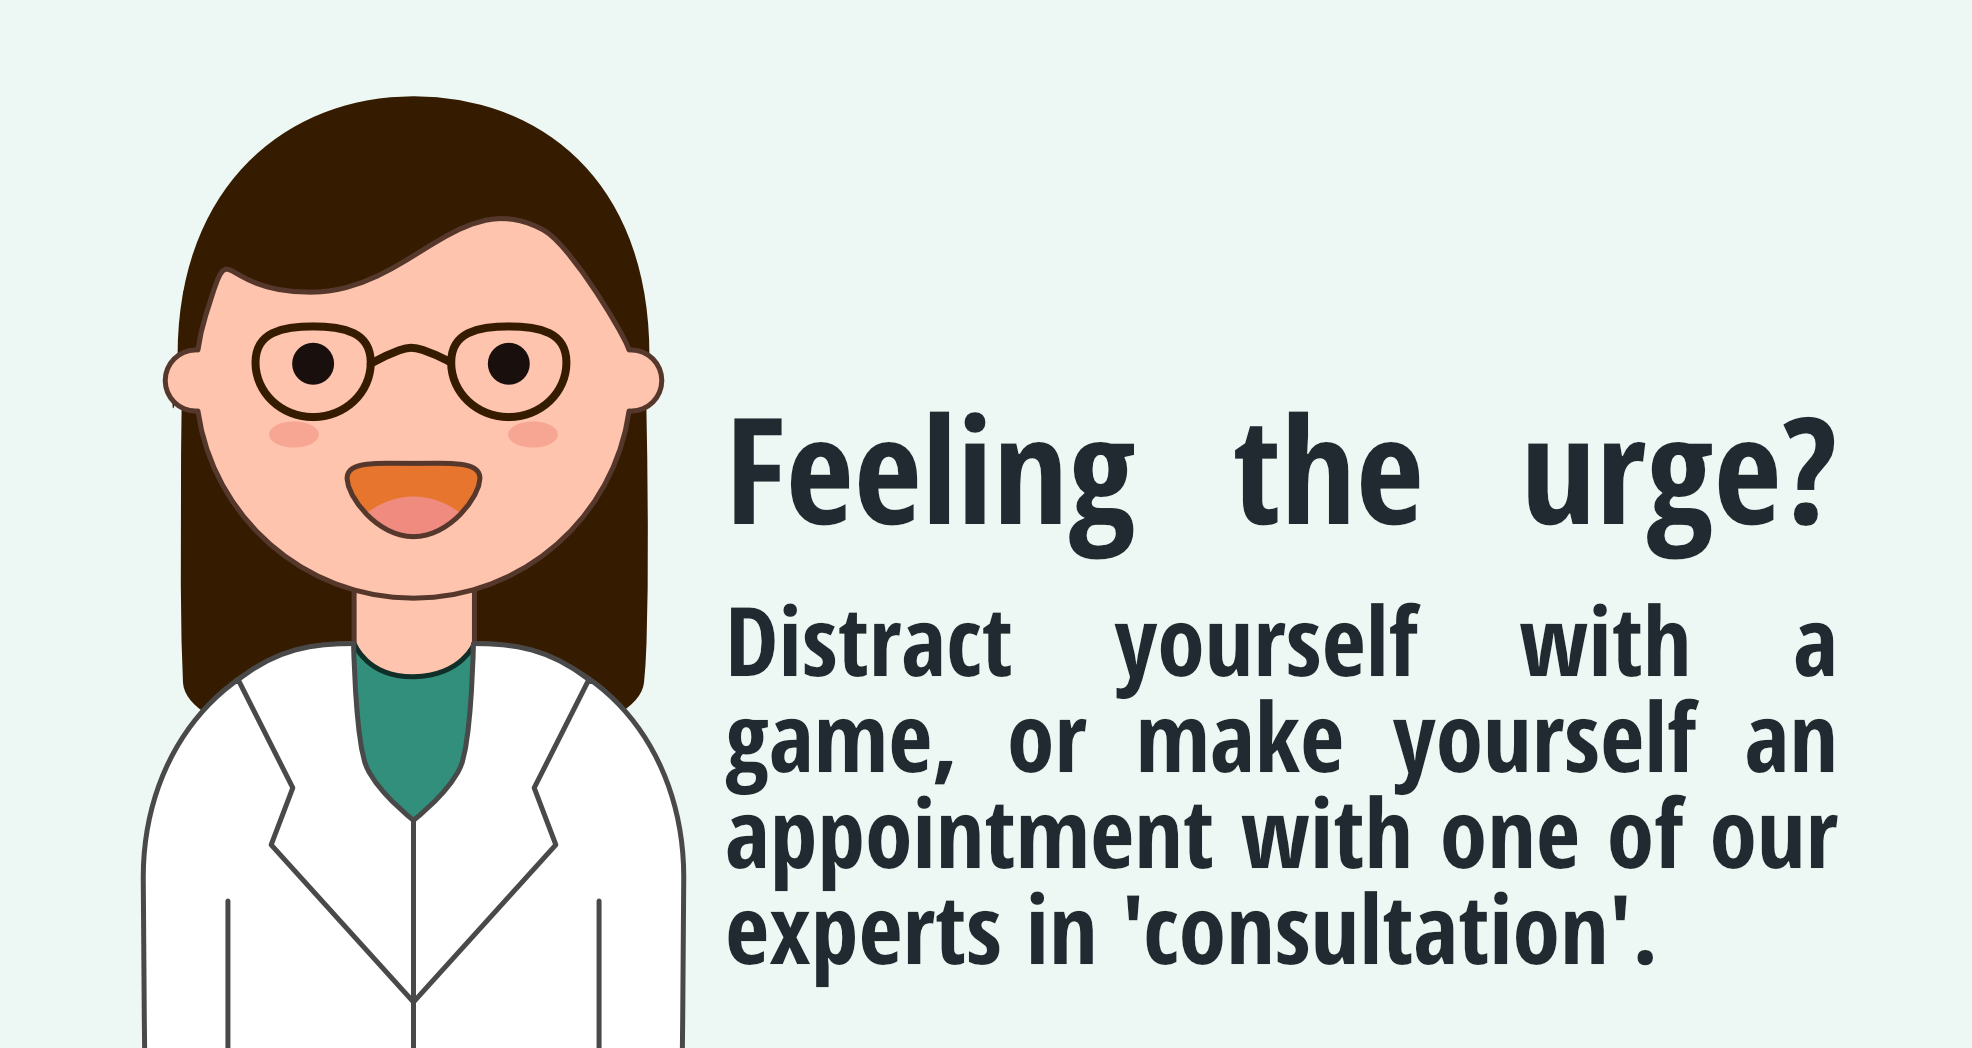 Feeling the urge?
Distract yourself with a
game, or make yourself an
appointment with one of our
experts in 'consultation'.